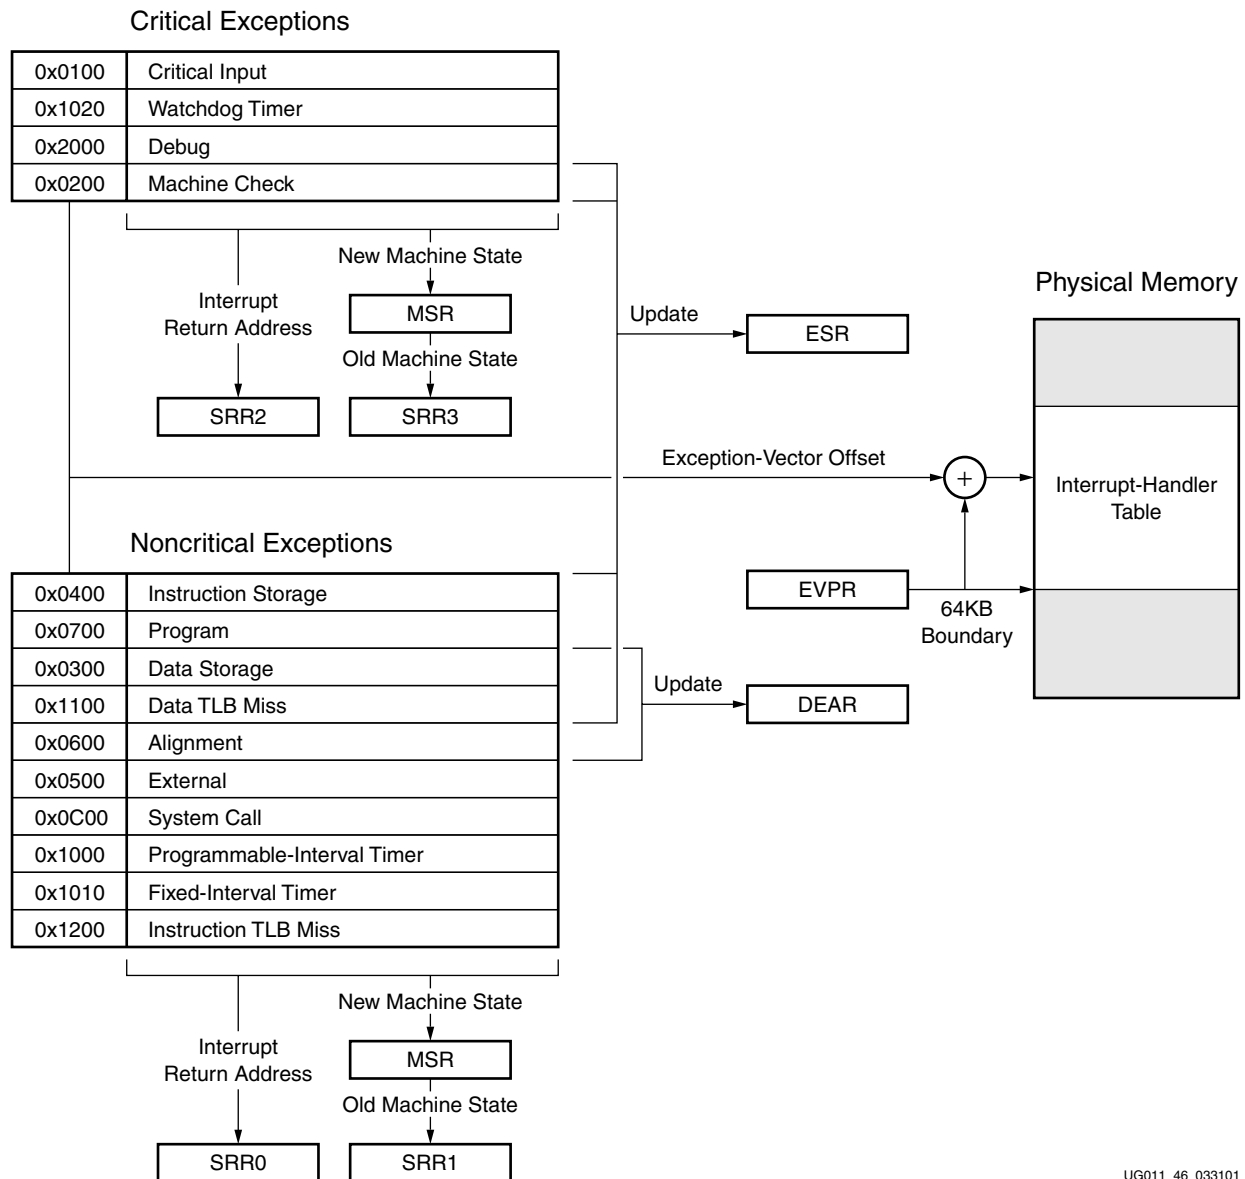 Critical Exceptions
0x0100 Critical Input
0x1020 Watchdog Timer
0x2000 Debug
0x0200 Machine Check
New Machine State
Interrupt
Return Address
MSR
Old Machine State
SRR2
SRR3
Update
ESR
Physical Memory
Exception-Vector Offset
+
Interrupt-Handler
Table
Noncritical Exceptions
0x0400 Instruction Storage
0x0700 Program
0x0300 Data Storage
0x1100 Data TLB Miss
0x0600 Alignment
0x0500 External
0x0C00 System Call
0x1000 Programmable-Interval Timer
0x1010 Fixed-Interval Timer
0x1200 Instruction TLB Miss
EVPR
64KB
Boundary
Update
DEAR
New Machine State
Interrupt
Return Address
MSR
Old Machine State
SRR0
SRR1
UG011_46_033101